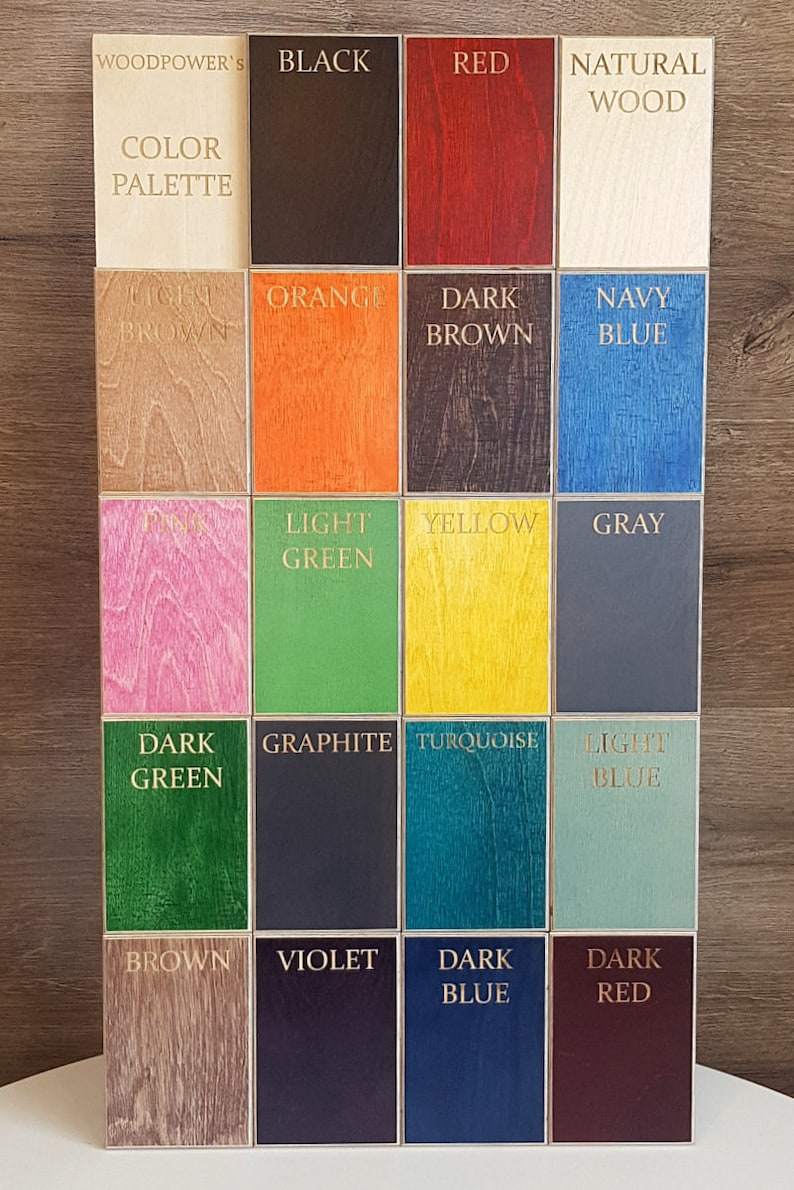 WOODPOWER`s
COLOR
PALETTE
BLACK
RED
NATURAL
WOOD
LIGHT
BROWN
ORANGE
DARK
BROWN
NAVY
BLUE
PINK
LIGHT
GREEN
YELLOW
GRAY
DARK
GREEN
GRAPHITE
TURQUOISE
LIGHT
BLUE
BROWN
VIOLET
DARK
BLUE
DARK
RED